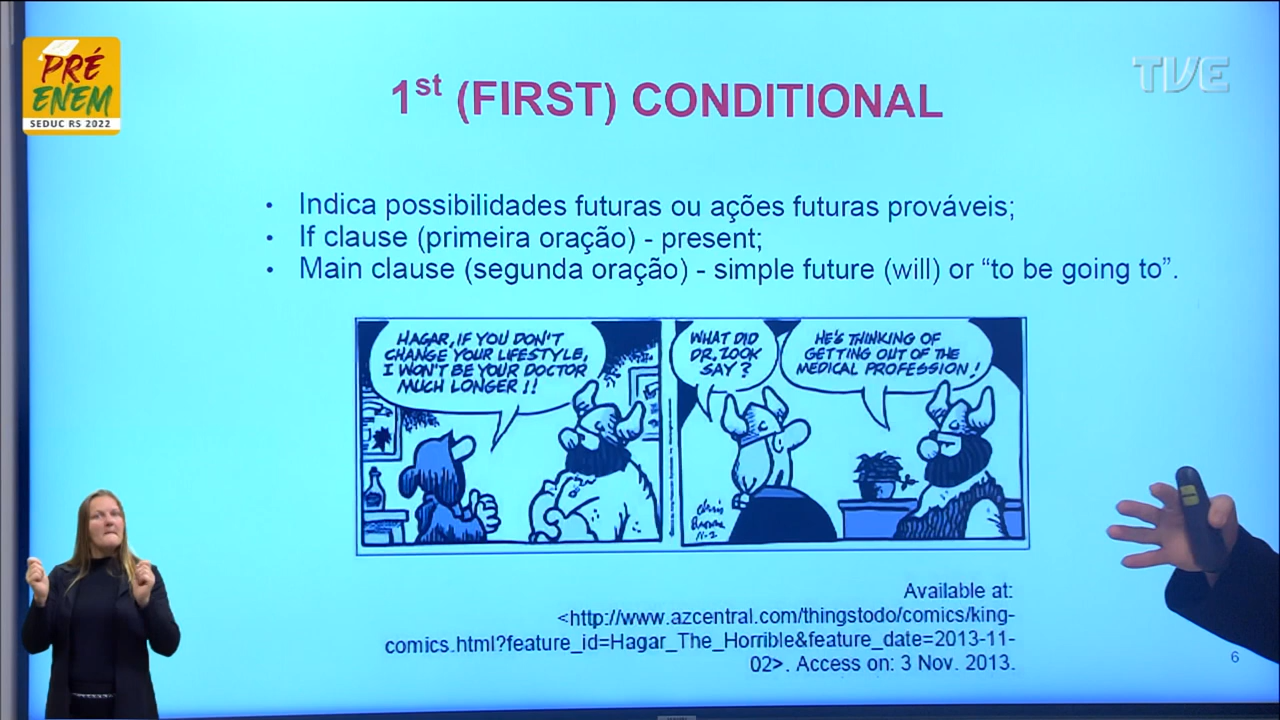 PRÉ
ENEM
SEDUC RS 2022
TVE
1st (FIRST) CONDITIONAL
• Indica possibilidades futuras ou ações futuras prováveis;
• If clause (primeira oração) - present;
• Main clause (segunda oração) - simple future (will) or “to be going to”.
HAGAR, IF YOU DON'T
CHANGE YOUR LIFESTYLE,
I WON'T BE YOUR DOCTOR
MUCH LONGER!!
WHAT DID
DR. ZOOK
SAY?
HE'S THINKING OF
GETTING OUT OF THE
MEDICAL PROFESSION!
Chris
Browne
11-2
Available at:
<http://www.azcentral.com/thingstodo/comics/king-
comics.html?feature_id=Hagar_The_Horrible&feature_date=2013-11-
02>. Access on: 3 Nov. 2013.
6